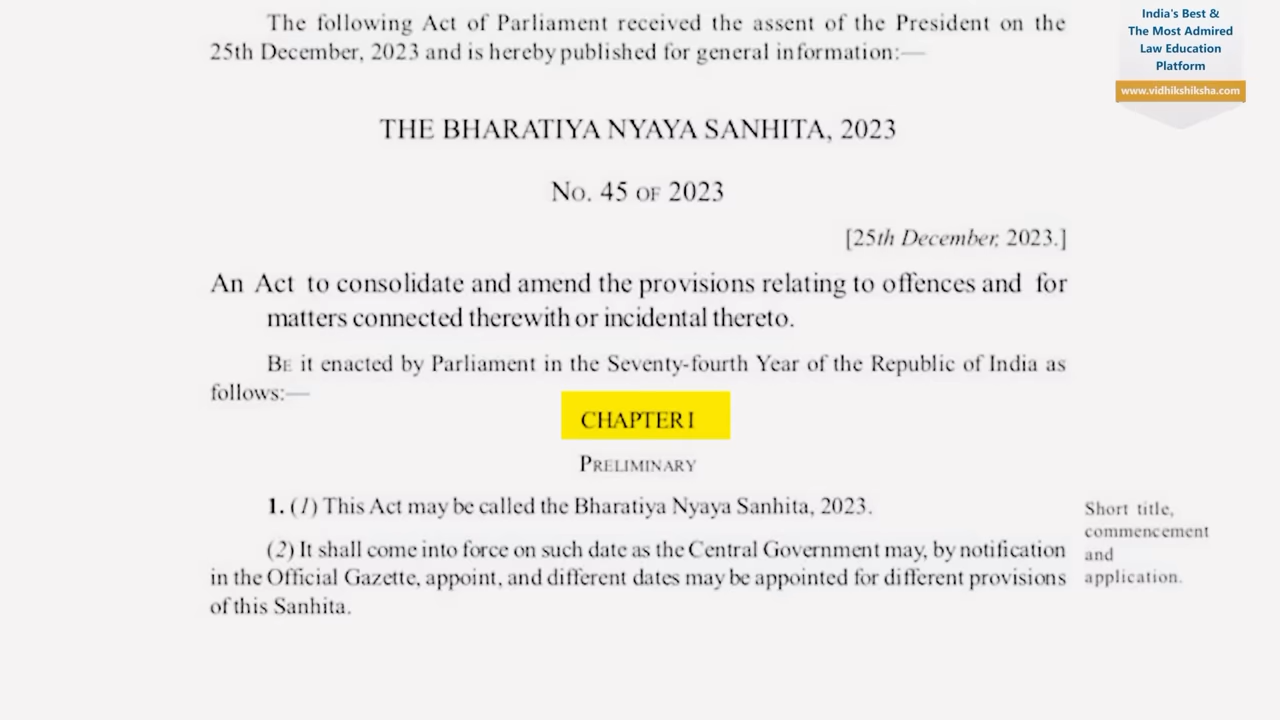 The following Act of Parliament received the assent of the President on the
25th December, 2023 and is hereby published for general information:—
THE BHARATIYA NYAYA SANHITA, 2023
No. 45 OF 2023
[25th December, 2023.]
An Act to consolidate and amend the provisions relating to offences and for
matters connected therewith or incidental thereto.
BE it enacted by Parliament in the Seventy-fourth Year of the Republic of India as
follows:—
CHAPTER I
PRELIMINARY
1. (1) This Act may be called the Bharatiya Nyaya Sanhita, 2023.
(2) It shall come into force on such date as the Central Government may, by notification
in the Official Gazette, appoint, and different dates may be appointed for different provisions
of this Sanhita.
Short title,
commencement
and
application.
India's Best &
The Most Admired
Law Education
Platform
www.vidhikshiksha.com